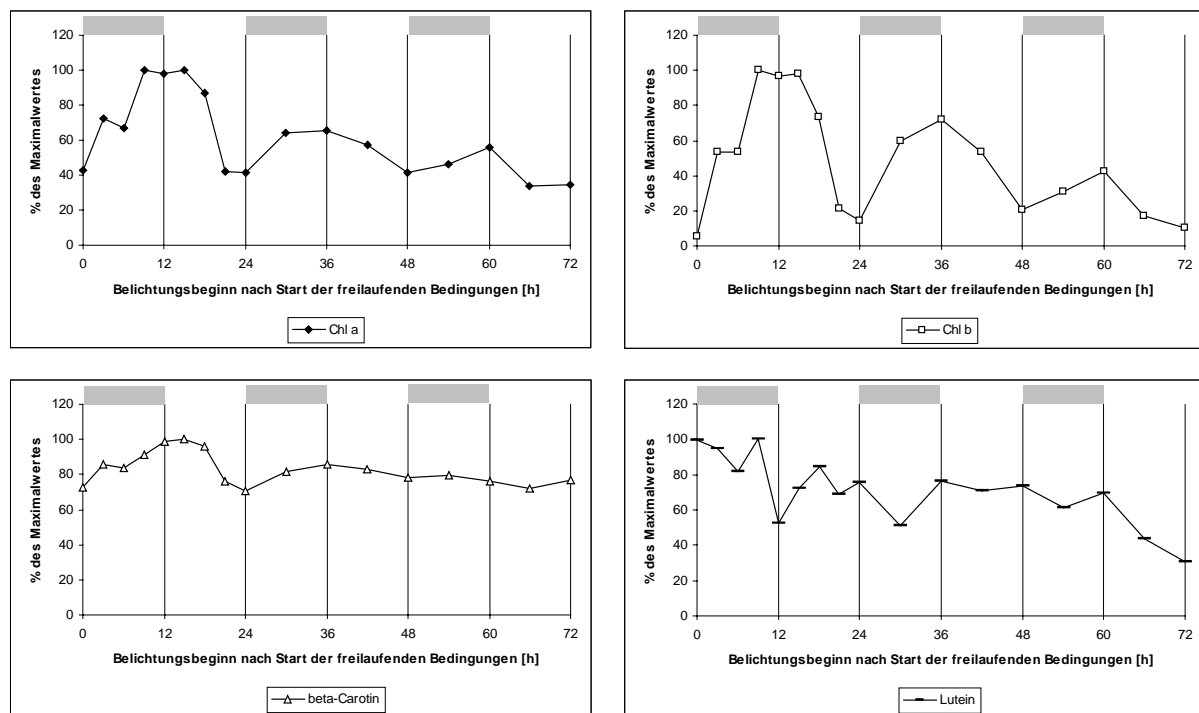 120
100
80
60
40
20
0
% des Maximalwertes
0 12 24 36 48 60 72
Belichtungsbeginn nach Start der freilaufenden Bedingungen [h]
Chl a
120
100
80
60
40
20
0
% des Maximalwertes
0 12 24 36 48 60 72
Belichtungsbeginn nach Start der freilaufenden Bedingungen [h]
Chl b
120
100
80
60
40
20
0
% des Maximalwertes
0 12 24 36 48 60 72
Belichtungsbeginn nach Start der freilaufenden Bedingungen [h]
beta-Carotin
120
100
80
60
40
20
0
% des Maximalwertes
0 12 24 36 48 60 72
Belichtungsbeginn nach Start der freilaufenden Bedingungen [h]
Lutein